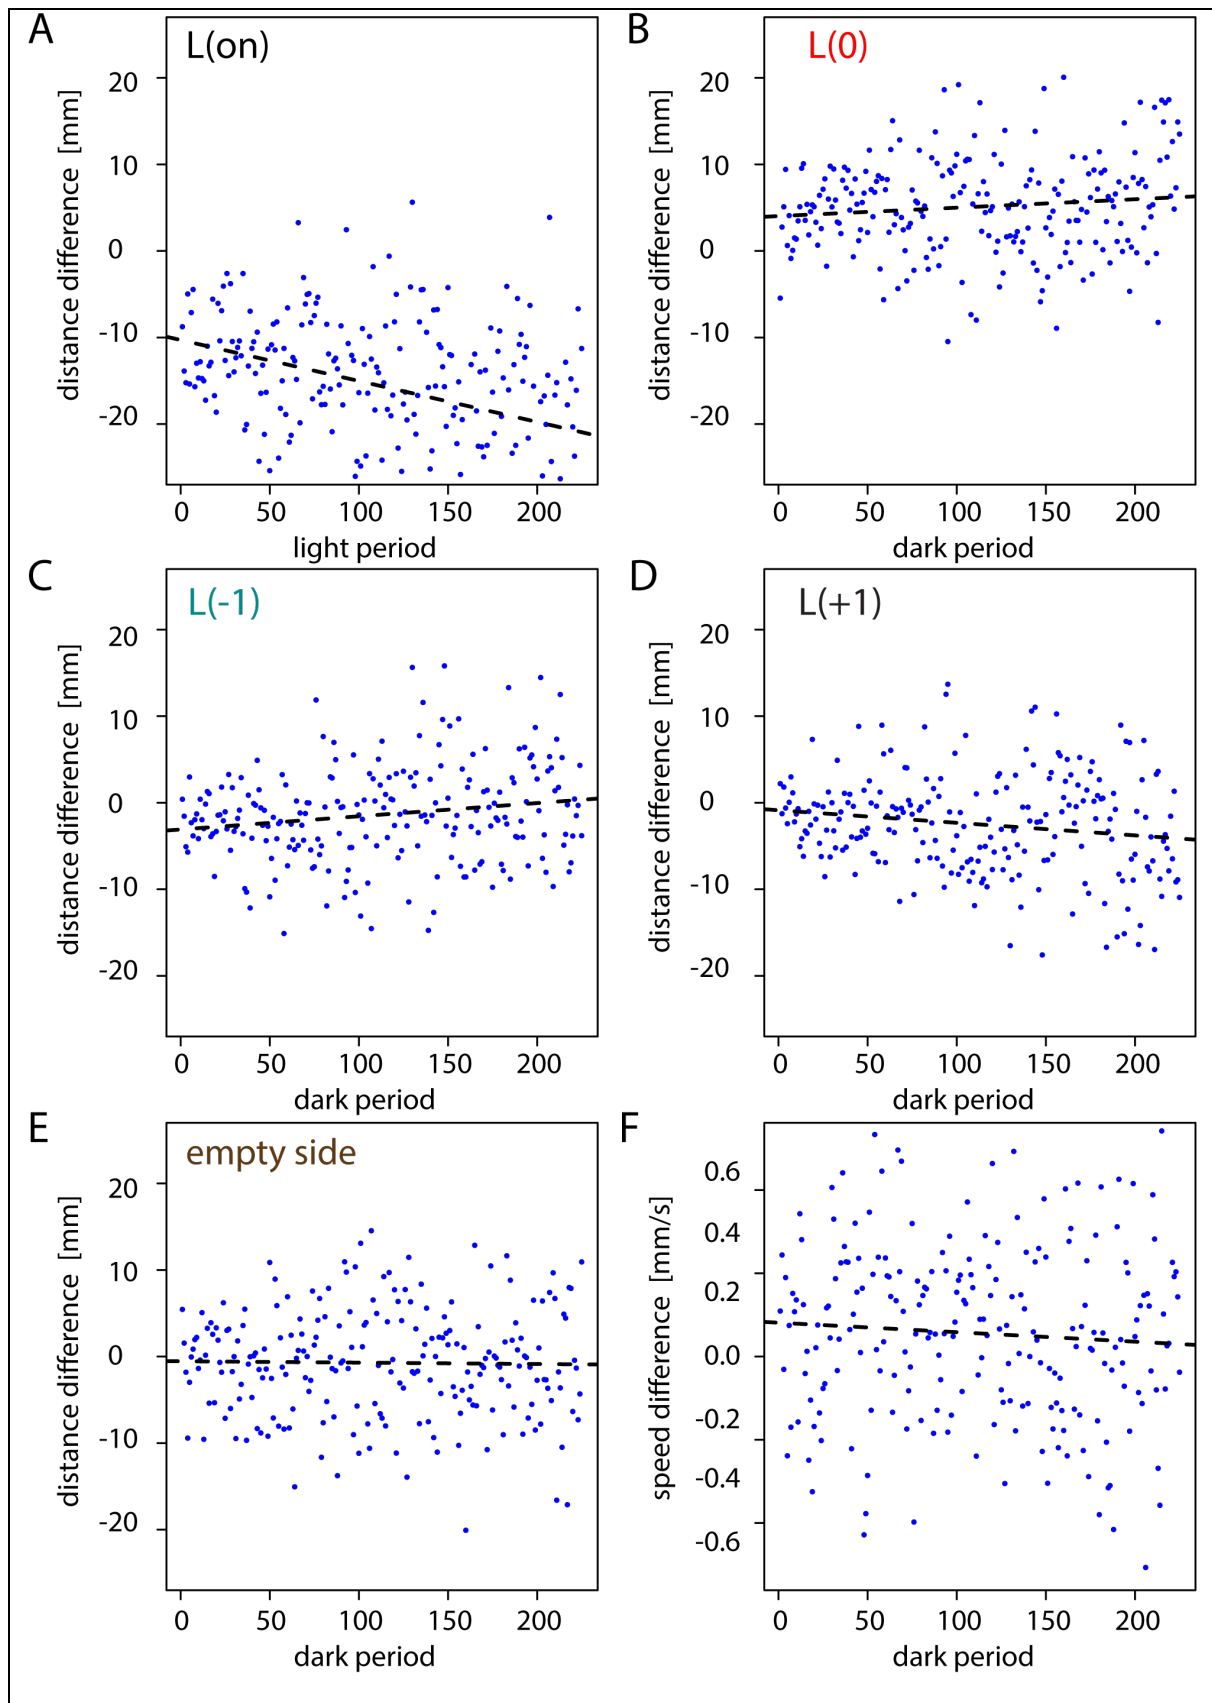 A
L(on)
distance difference [mm]
20
10
0
-10
-20
0 50 100 150 200
light period
B
L(0)
distance difference [mm]
20
10
0
-10
-20
0 50 100 150 200
dark period
C
L(-1)
distance difference [mm]
20
10
0
-10
-20
0 50 100 150 200
dark period
D
L(+1)
distance difference [mm]
20
10
0
-10
-20
0 50 100 150 200
dark period
E
empty side
distance difference [mm]
20
10
0
-10
-20
0 50 100 150 200
dark period
F
speed difference [mm/s]
0.6
0.4
0.2
0.0
-0.2
-0.4
-0.6
0 50 100 150 200
dark period